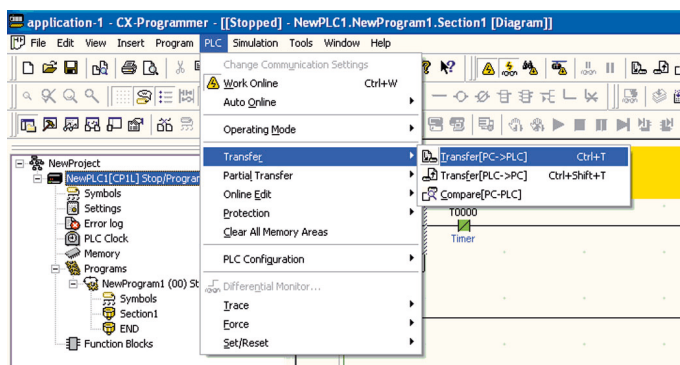 application-1 - CX-Programmer - [[Stopped] - NewPLC1.NewProgram1.Section1 [Diagram]]
File Edit View Insert Program PLC Simulation Tools Window Help
Change Communication Settings
Work Online Ctrl+W
Auto Online
Operating Mode
Transfer
Partial Transfer
Online Edit
Protection
Clear All Memory Areas
PLC Configuration
Differential Monitor...
Trace
Force
Set/Reset
Transfer[PC->PLC] Ctrl+T
Transfer[PLC->PC] Ctrl+Shift+T
Compare[PC-PLC]
NewProject
NewPLC1[CP1L] Stop/Progra
Symbols
Settings
Error log
PLC Clock
Memory
Programs
NewProgram1 (00) St
Symbols
Section1
END
Function Blocks
T0000
Timer